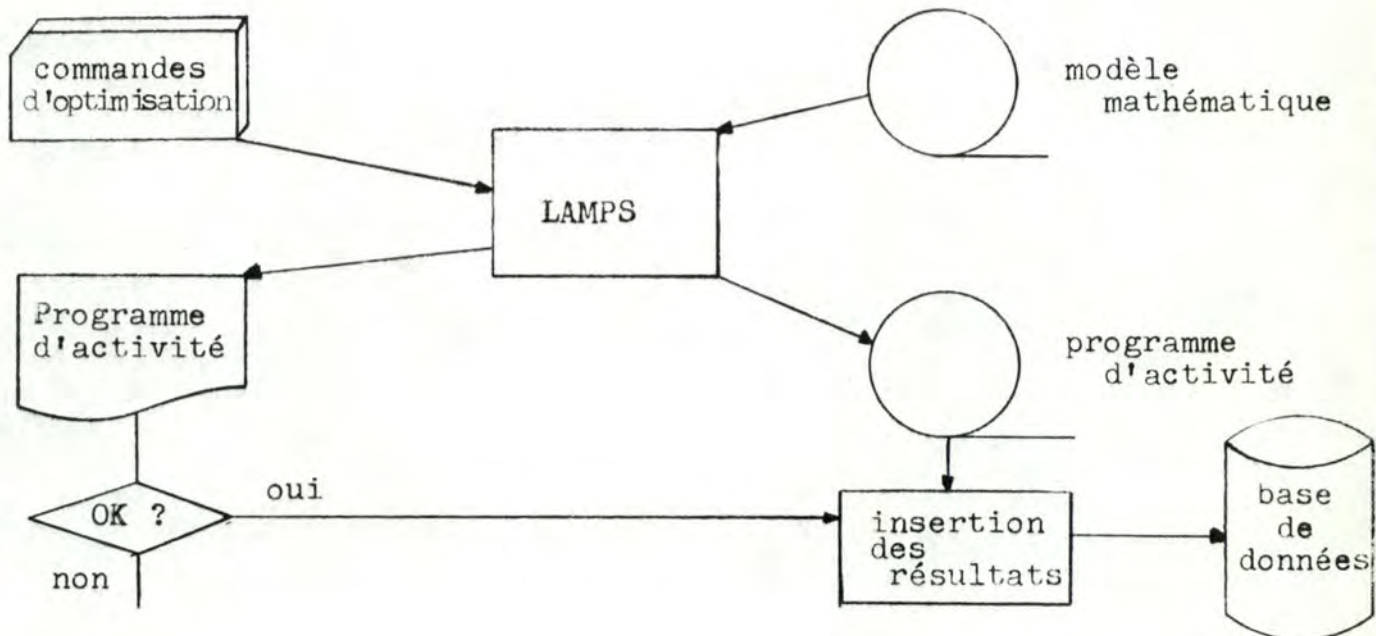 commandes
d'optimisation
modèle
mathématique
LAMPS
Programme
d'activité
programme
d'activité
OK ?
oui
non
insertion
des
résultats
base
de
données